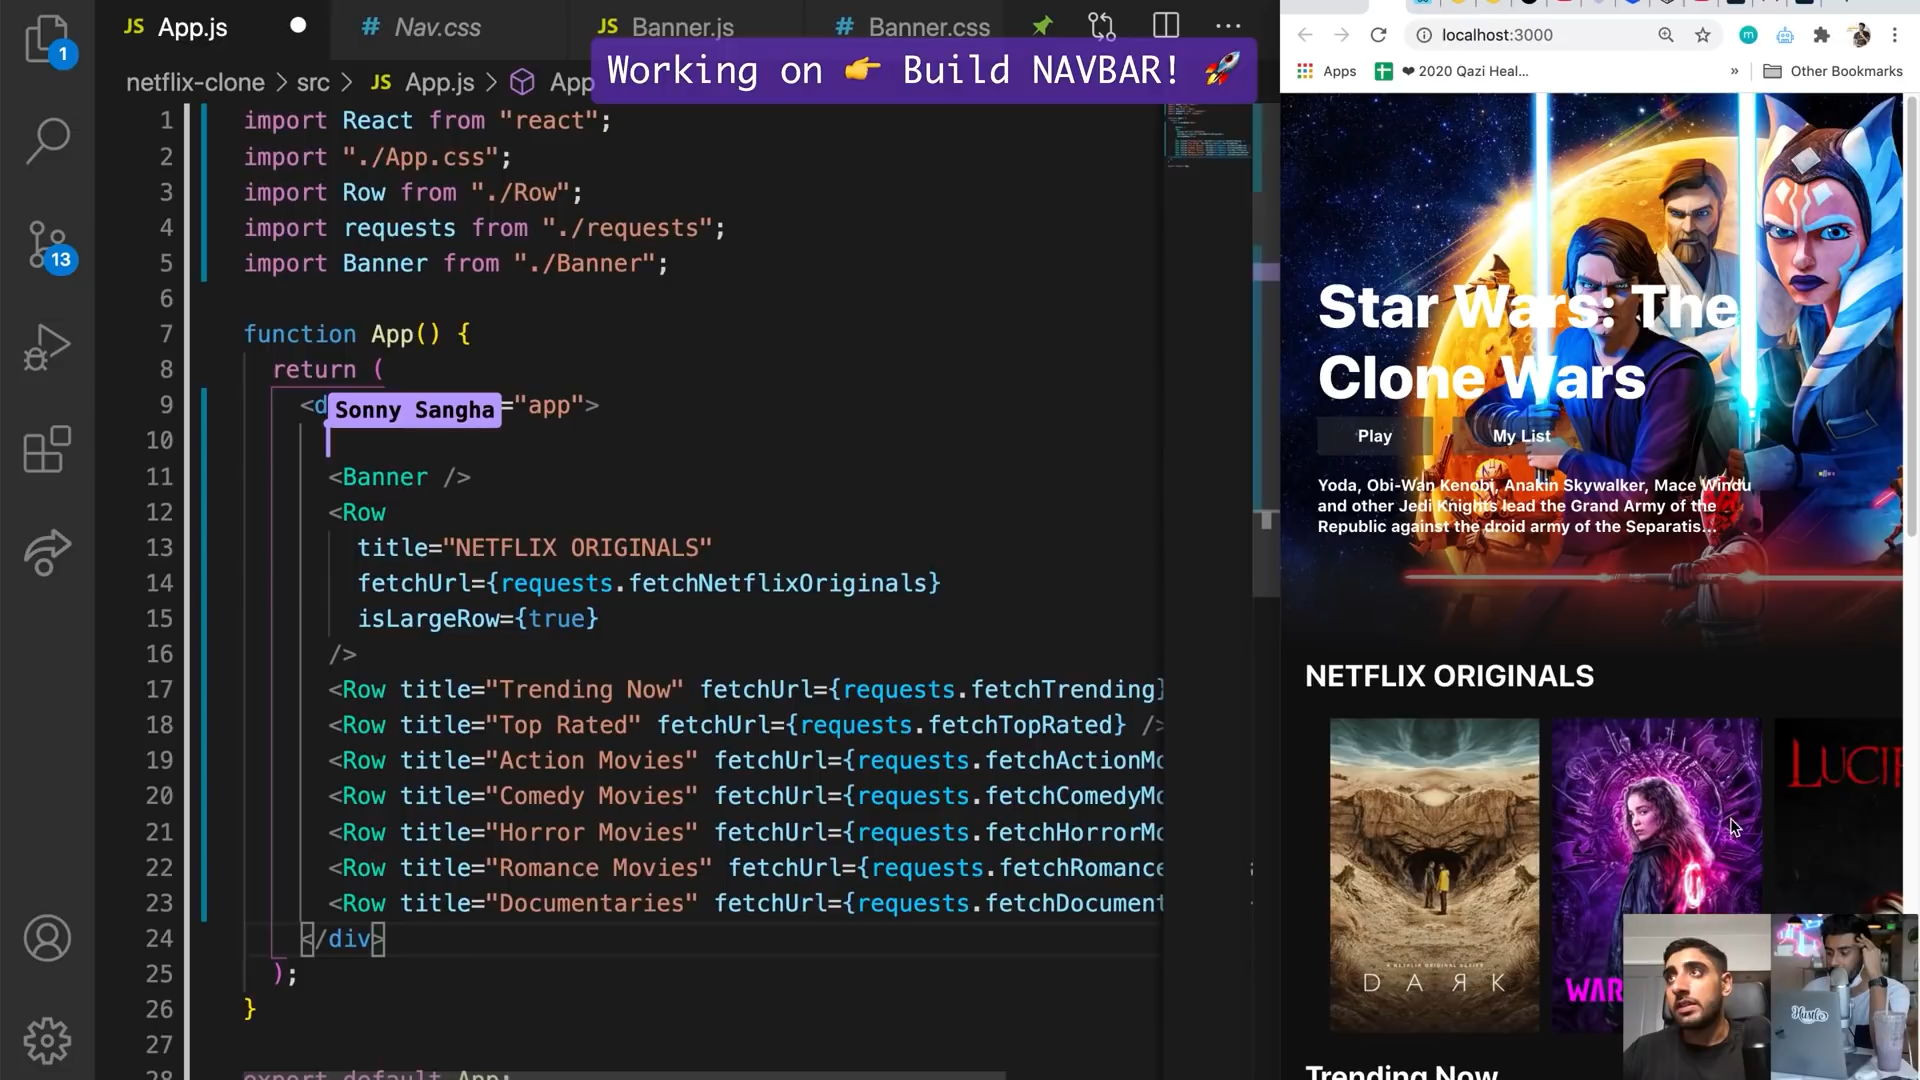 JS App.js
# Nav.css
JS Banner.js
# Banner.css
netflix-clone > src > JS App.js > App
Working on 👉 Build NAVBAR! 🚀
1
13
1 import React from "react";
2 import "./App.css";
3 import Row from "./Row";
4 import requests from "./requests";
5 import Banner from "./Banner";
6
7 function App() {
8 return (
9 <d Sonny Sangha="app">
10
11 <Banner />
12 <Row
13 title="NETFLIX ORIGINALS"
14 fetchUrl={requests.fetchNetflixOriginals}
15 isLargeRow={true}
16 />
17 <Row title="Trending Now" fetchUrl={requests.fetchTrending}
18 <Row title="Top Rated" fetchUrl={requests.fetchTopRated} />
19 <Row title="Action Movies" fetchUrl={requests.fetchActionMo
20 <Row title="Comedy Movies" fetchUrl={requests.fetchComedyMo
21 <Row title="Horror Movies" fetchUrl={requests.fetchHorrorMo
22 <Row title="Romance Movies" fetchUrl={requests.fetchRomance
23 <Row title="Documentaries" fetchUrl={requests.fetchDocument
24 </div>
25 );
26 }
27
28 export default App;
localhost:3000
Apps
❤ 2020 Qazi Heal...
»
Other Bookmarks
Star Wars: The
Clone Wars
Play
My List
Yoda, Obi-Wan Kenobi, Anakin Skywalker, Mace Windu
and other Jedi Knights lead the Grand Army of the
Republic against the droid army of the Separatis...
NETFLIX ORIGINALS
DARK
WAR
LUCIF
Hustle
Trending Now